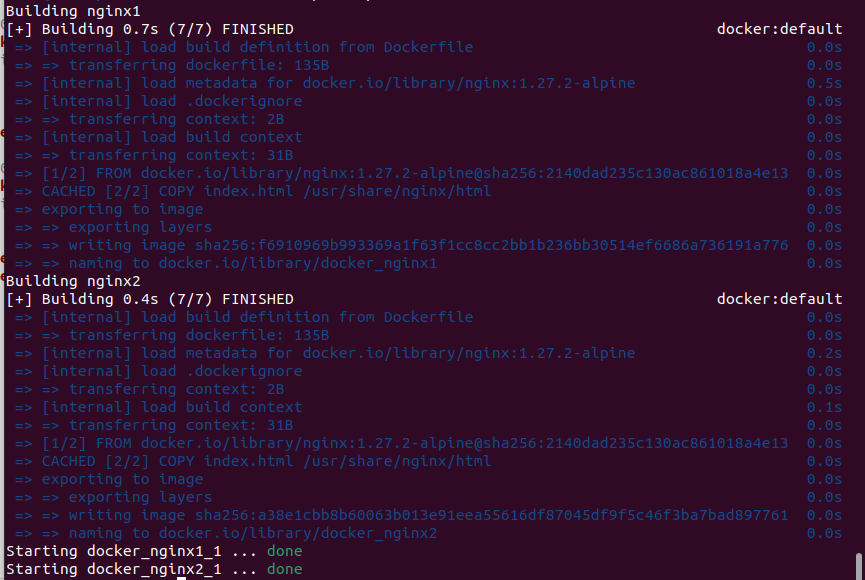 Building nginx1
[+] Building 0.7s (7/7) FINISHED docker:default
=> [internal] load build definition from Dockerfile 0.0s
=> => transferring dockerfile: 135B 0.0s
=> [internal] load metadata for docker.io/library/nginx:1.27.2-alpine 0.5s
=> [internal] load .dockerignore 0.0s
=> => transferring context: 2B 0.0s
=> [internal] load build context 0.0s
=> => transferring context: 31B 0.0s
=> [1/2] FROM docker.io/library/nginx:1.27.2-alpine@sha256:2140dad235c130ac861018a4e13 0.0s
=> CACHED [2/2] COPY index.html /usr/share/nginx/html 0.0s
=> exporting to image 0.0s
=> => exporting layers 0.0s
=> => writing image sha256:f6910969b993369a1f63f1cc8cc2bb1b236bb30514ef6686a736191a776 0.0s
=> => naming to docker.io/library/docker_nginx1 0.0s
Building nginx2
[+] Building 0.4s (7/7) FINISHED docker:default
=> [internal] load build definition from Dockerfile 0.0s
=> => transferring dockerfile: 135B 0.0s
=> [internal] load metadata for docker.io/library/nginx:1.27.2-alpine 0.2s
=> [internal] load .dockerignore 0.0s
=> => transferring context: 2B 0.0s
=> [internal] load build context 0.1s
=> => transferring context: 31B 0.0s
=> [1/2] FROM docker.io/library/nginx:1.27.2-alpine@sha256:2140dad235c130ac861018a4e13 0.0s
=> CACHED [2/2] COPY index.html /usr/share/nginx/html 0.0s
=> exporting to image 0.0s
=> => exporting layers 0.0s
=> => writing image sha256:a38e1cbb8b60063b013e91eea55616df87045df9f5c46f3ba7bad897761 0.0s
=> => naming to docker.io/library/docker_nginx2 0.0s
Starting docker_nginx1_1 ... done
Starting docker_nginx2_1 ... done